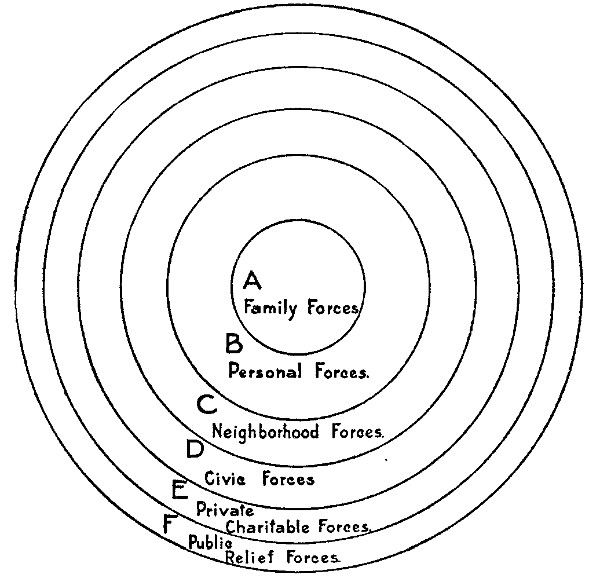 A
Family Forces
B
Personal Forces.
C
Neighborhood Forces.
D
Civic Forces
E
Private
Charitable Forces.
F
Public
Relief Forces.